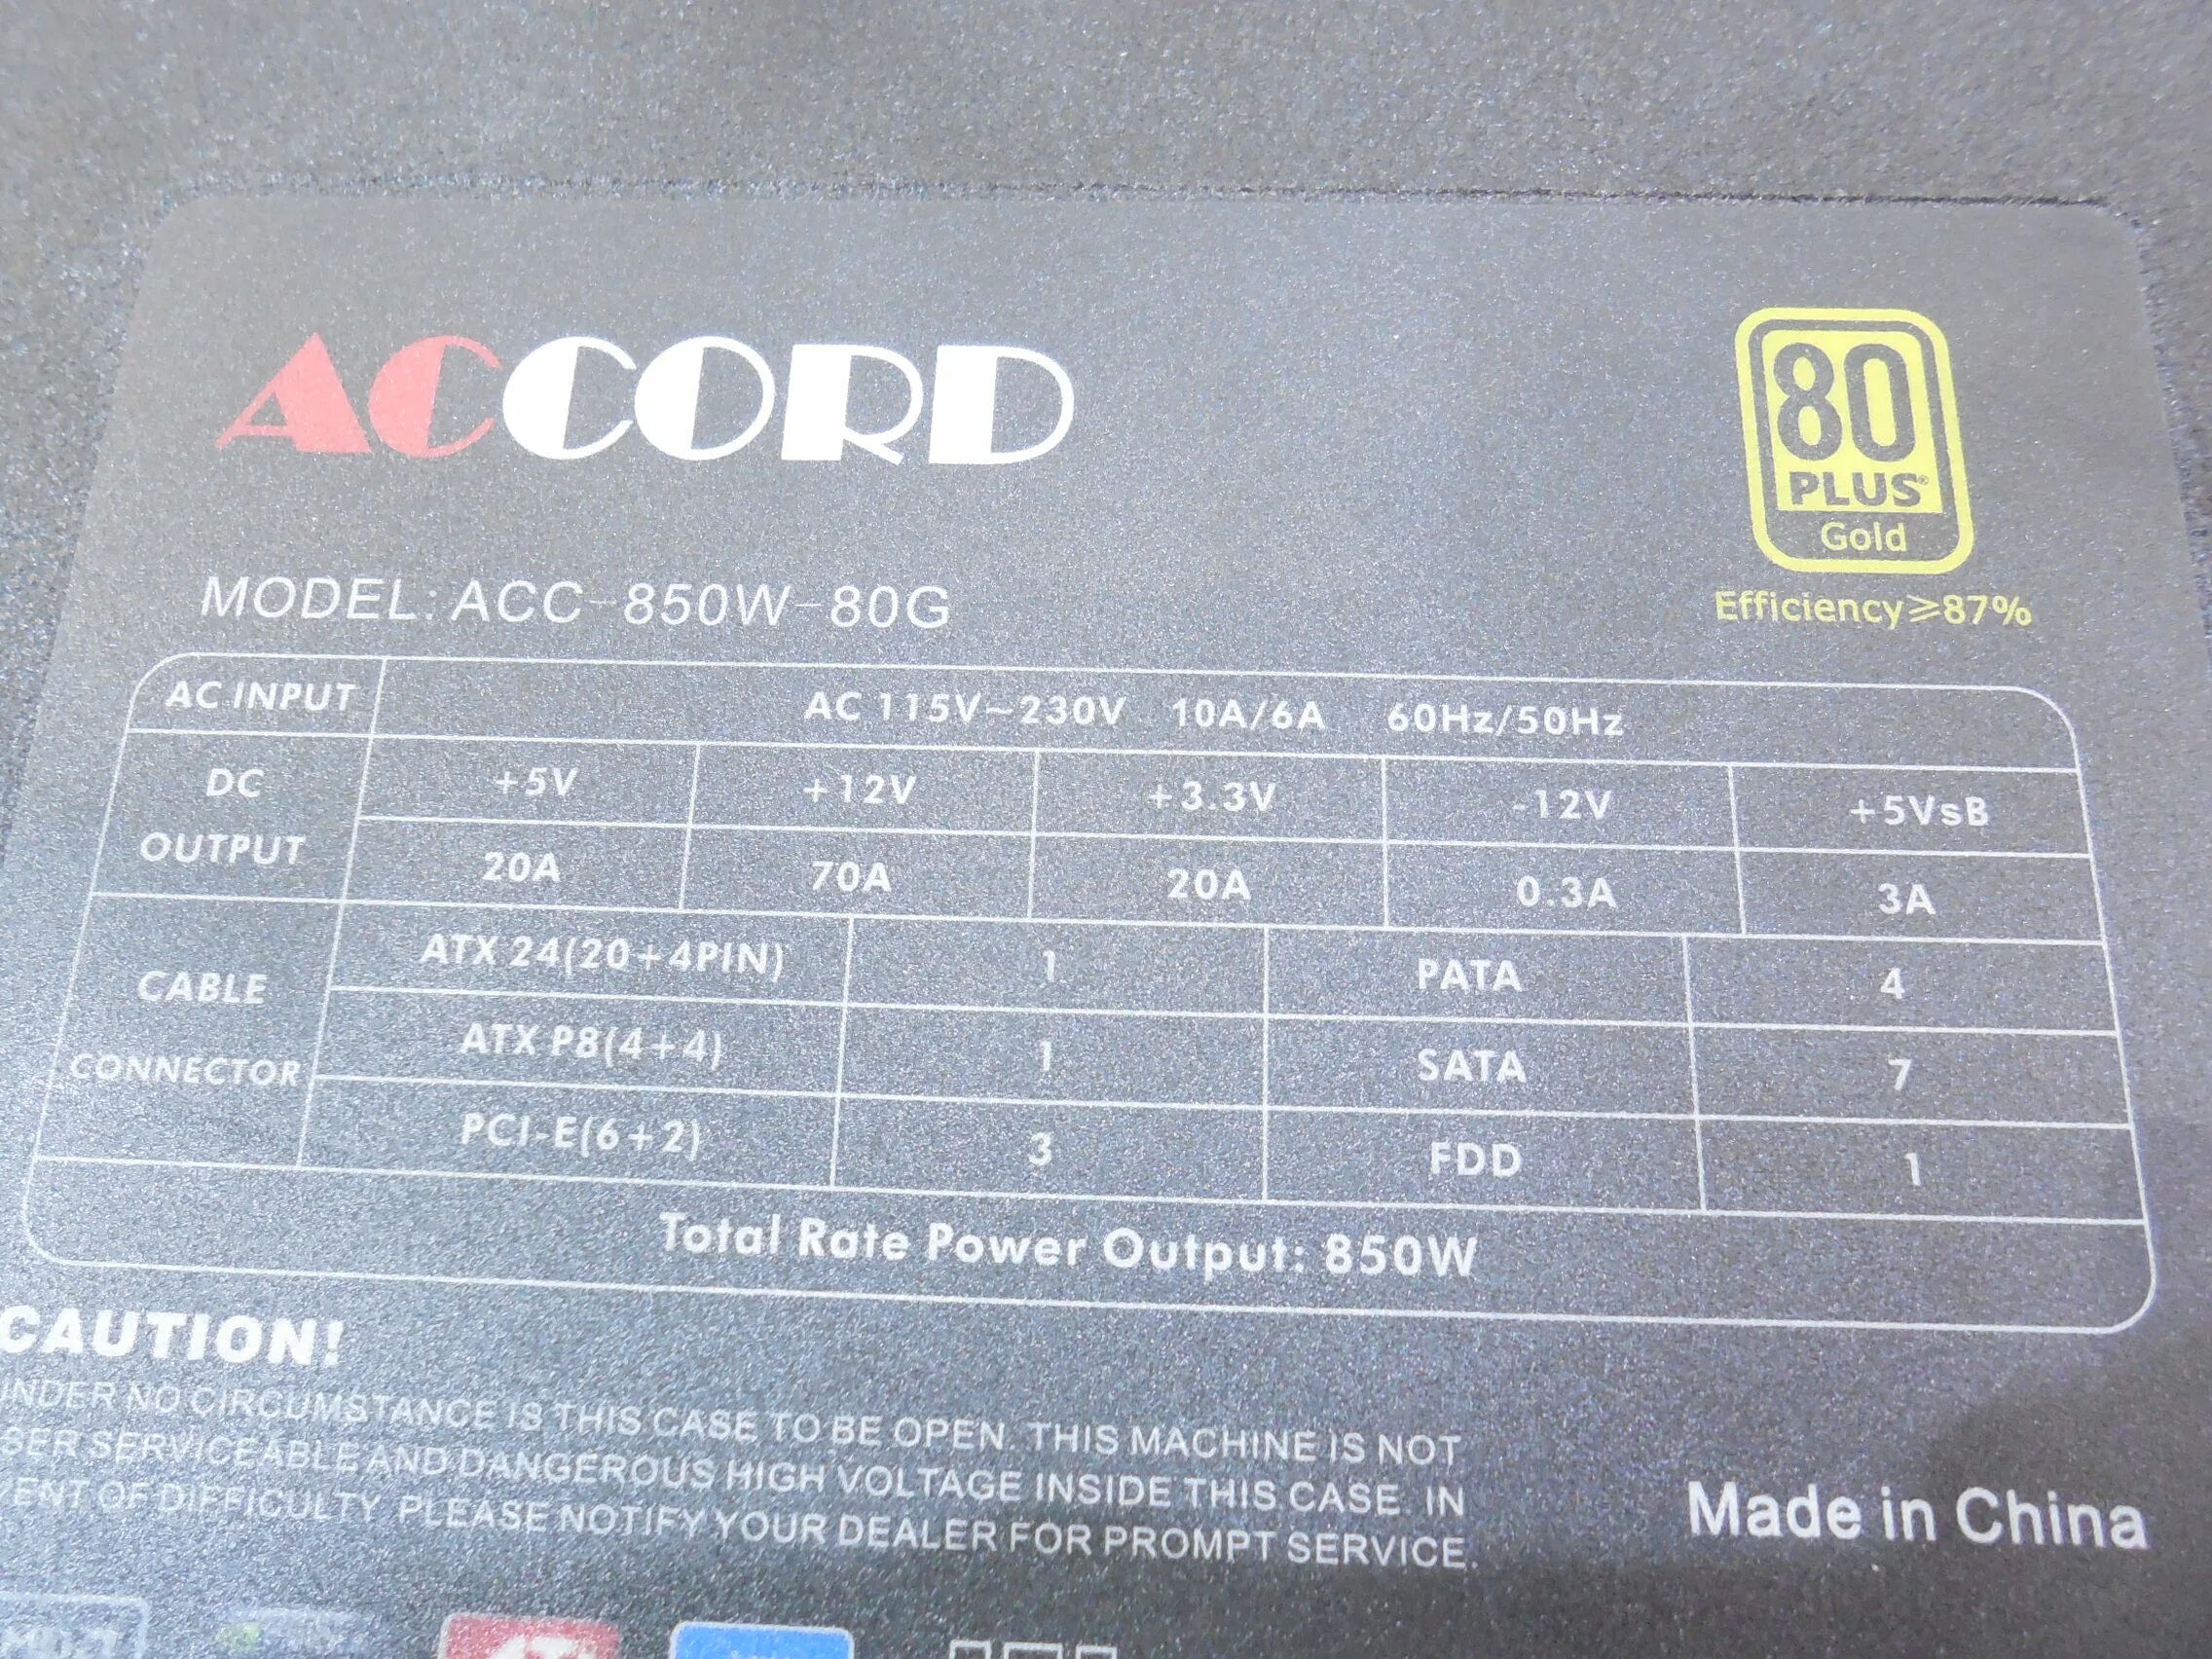 ACCORD
80
PLUS®
Gold
MODEL: ACC-850W-80G
Efficiency≥87%
AC INPUT AC 115V~230V 10A/6A 60Hz/50Hz
DC OUTPUT +5V +12V +3.3V -12V +5VsB
20A 70A 20A 0.3A 3A
CABLE CONNECTOR ATX 24(20+4PIN) 1 PATA 4
ATX P8(4+4) 1 SATA 7
PCI-E(6+2) 3 FDD 1
Total Rate Power Output: 850W
CAUTION!
UNDER NO CIRCUMSTANCE IS THIS CASE TO BE OPEN. THIS MACHINE IS NOT
SERVICEABLE AND DANGEROUS HIGH VOLTAGE INSIDE THIS CASE IN
OF DIFFICULTY PLEASE NOTIFY YOUR DEALER FOR PROMPT SERVICE.
Made in China